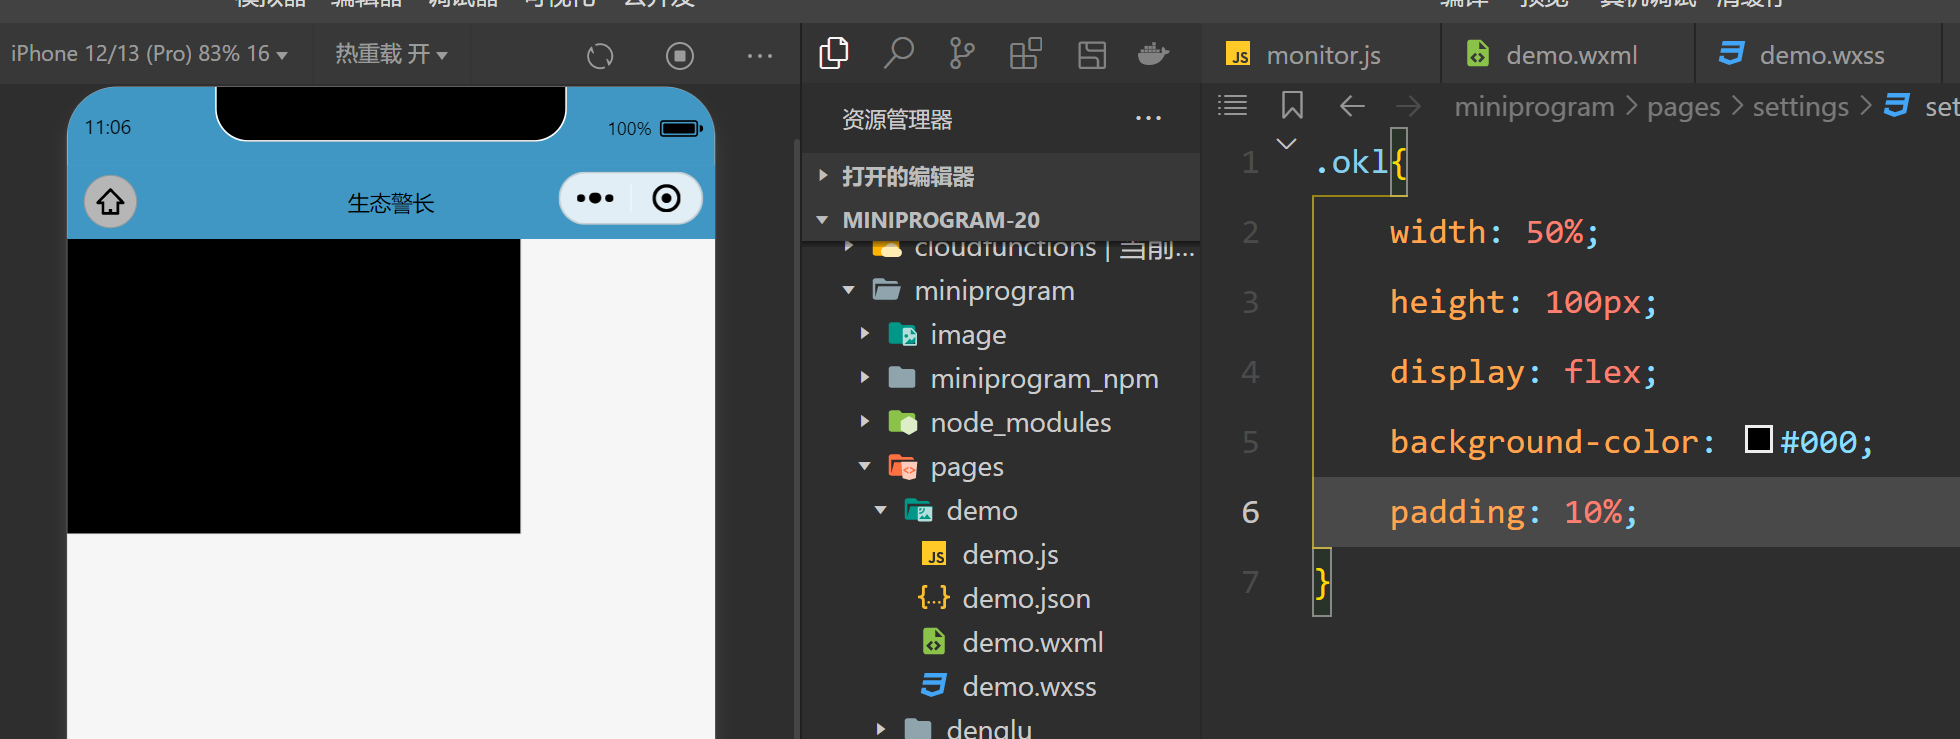 模拟器 编辑器 调试器 可视化 云开发
编译 预览 真机调试 清缓存
iPhone 12/13 (Pro) 83% 16
热重载 开
11:06
100%
生态警长
资源管理器
打开的编辑器
MINIPROGRAM-20
cloudfunctions | 当前...
miniprogram
image
miniprogram_npm
node_modules
pages
demo
JS demo.js
{..} demo.json
demo.wxml
demo.wxss
denglu
JS monitor.js
demo.wxml
demo.wxss
miniprogram > pages > settings > set
1 .okl{
2 width: 50%;
3 height: 100px;
4 display: flex;
5 background-color: #000;
6 padding: 10%;
7 }